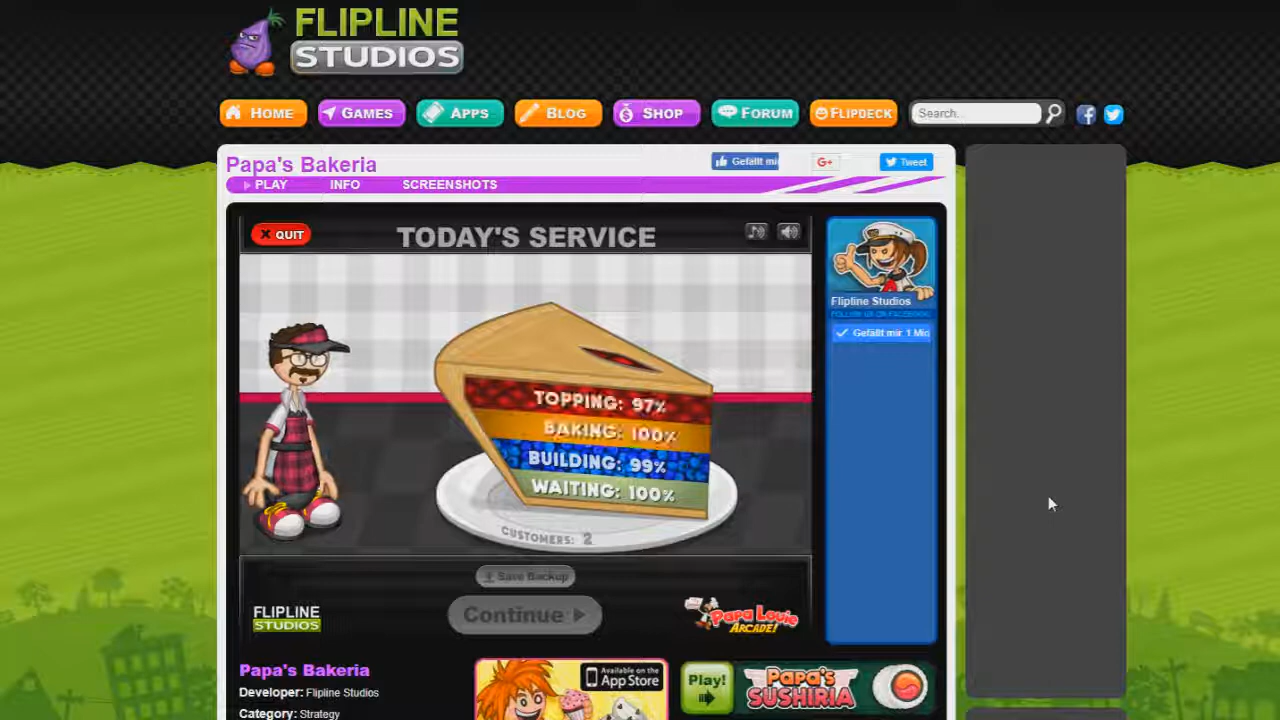 FLIPLINE
STUDIOS
HOME
GAMES
APPS
BLOG
SHOP
FORUM
FLIPDECK
Search...
Papa's Bakeria
Gefällt mi
G+
Tweet
PLAY
INFO
SCREENSHOTS
QUIT
TODAY'S SERVICE
TOPPING: 97%
BAKING: 100%
BUILDING: 99%
WAITING: 100%
CUSTOMERS: 2
Flipline Studios
FOLLOW US ON FACEBOOK
Gefällt mir 1 Mio
Save Backup
Continue
FLIPLINE
STUDIOS
Papa Louie
ARCADE!
Papa's Bakeria
Developer: Flipline Studios
Category: Strategy
Available on the
App Store
Play!
Papa's
SUSHIRIA